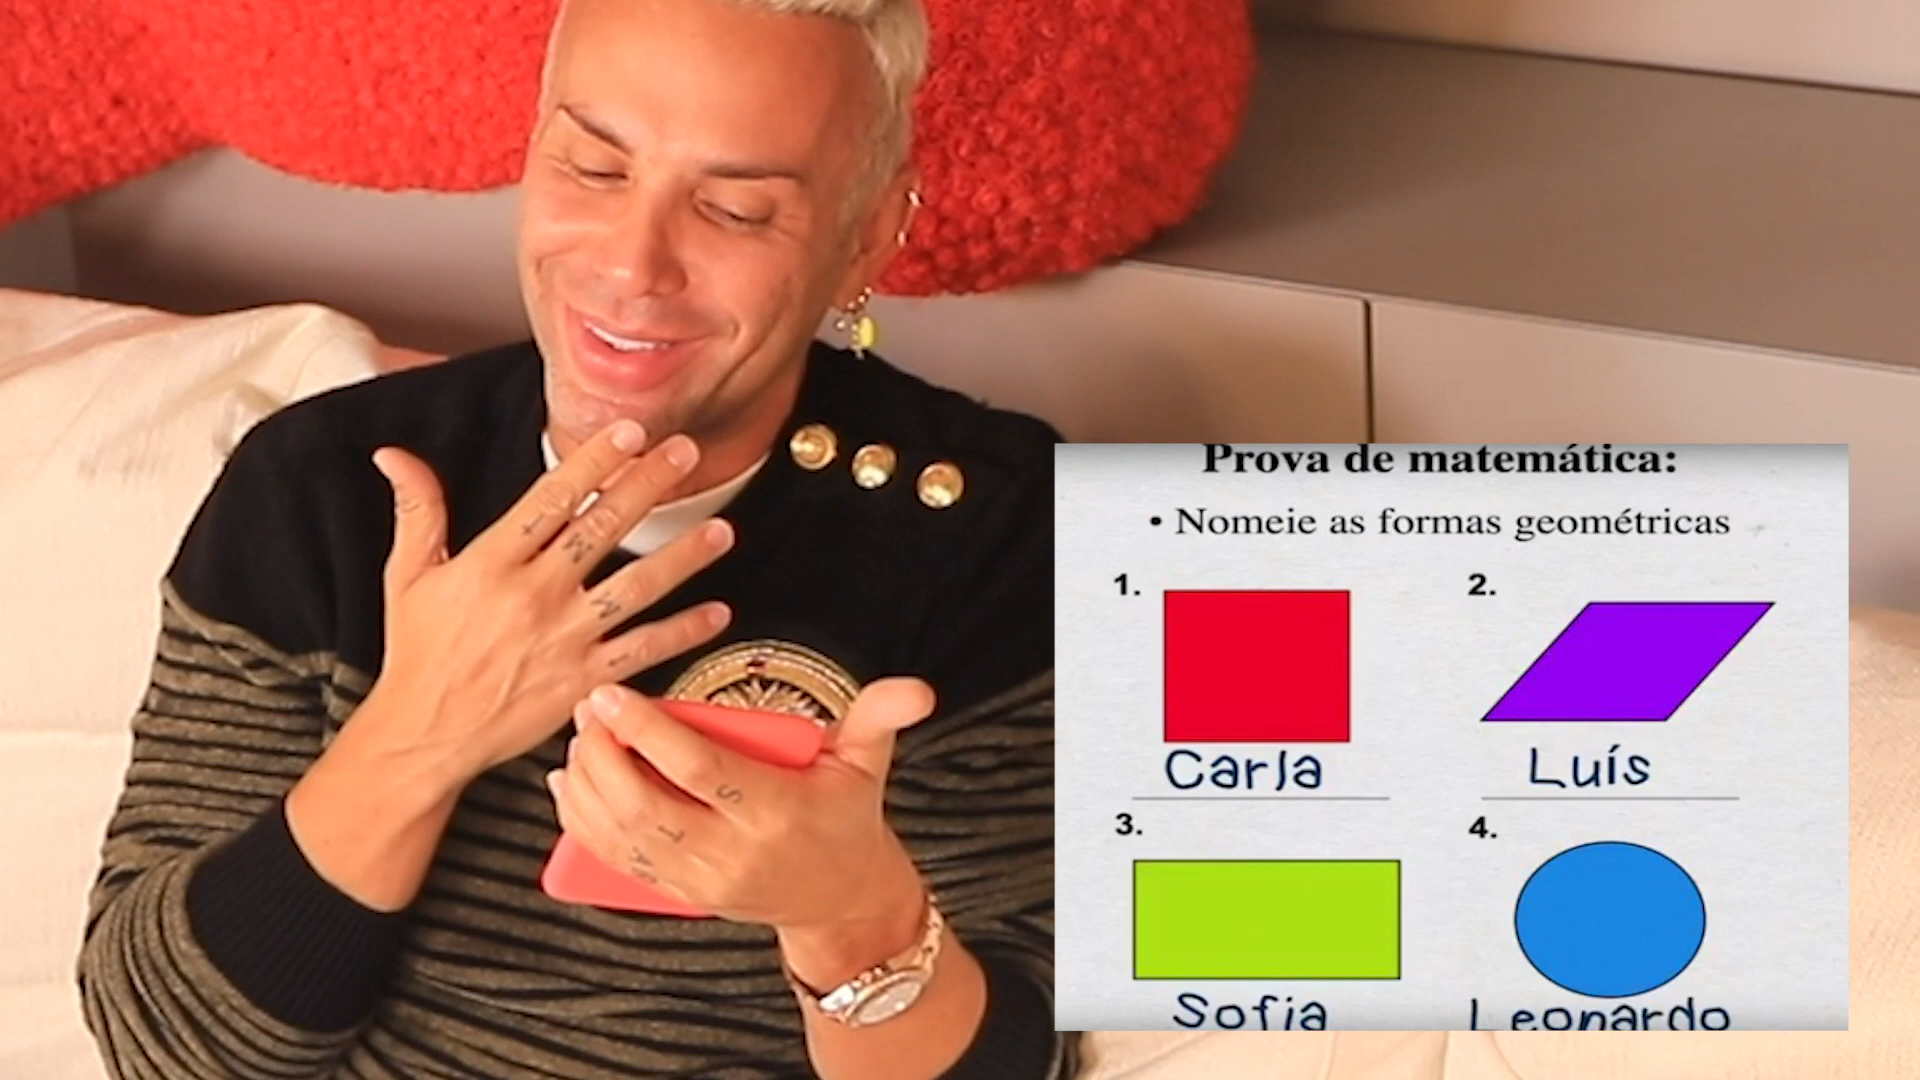 Prova de matemática:
• Nomeie as formas geométricas
1.
2.
Carla
Luís
3.
4.
Sofia
Leonardo